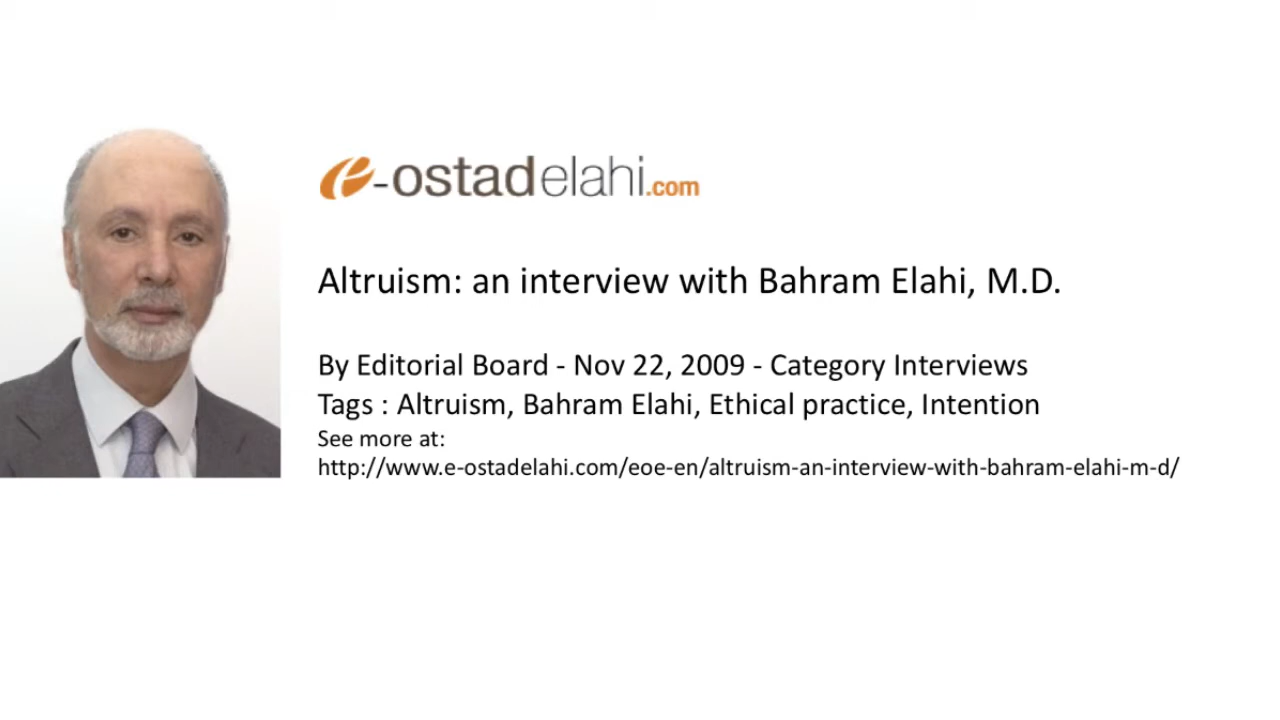 e-ostadelahi.com
Altruism: an interview with Bahram Elahi, M.D.
By Editorial Board - Nov 22, 2009 - Category Interviews
Tags : Altruism, Bahram Elahi, Ethical practice, Intention
See more at:
http://www.e-ostadelahi.com/eoe-en/altruism-an-interview-with-bahram-elahi-m-d/